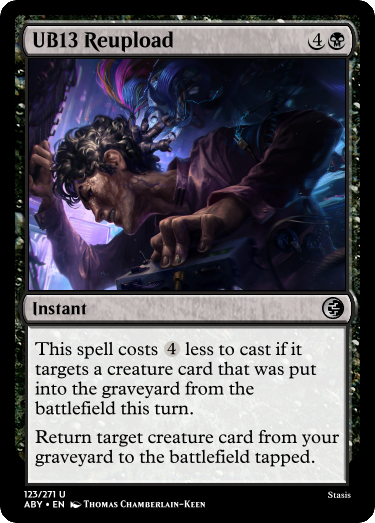 UB13 Reupload 4
Instant
This spell costs 4 less to cast if it
targets a creature card that was put
into the graveyard from the
battlefield this turn.
Return target creature card from your
graveyard to the battlefield tapped.
123/271 U
Stasis
ABY • EN Thomas Chamberlain-Keen